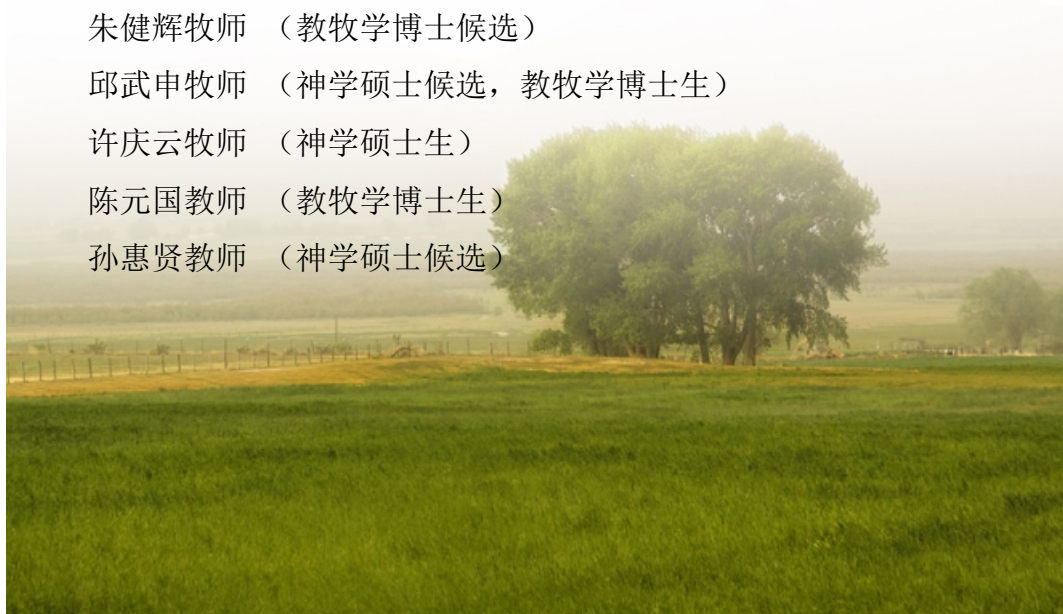 朱健辉牧师 （教牧学博士候选）
邱武申牧师 （神学硕士候选，教牧学博士生）
许庆云牧师 （神学硕士生）
陈元国教师 （教牧学博士生）
孙惠贤教师 （神学硕士候选）